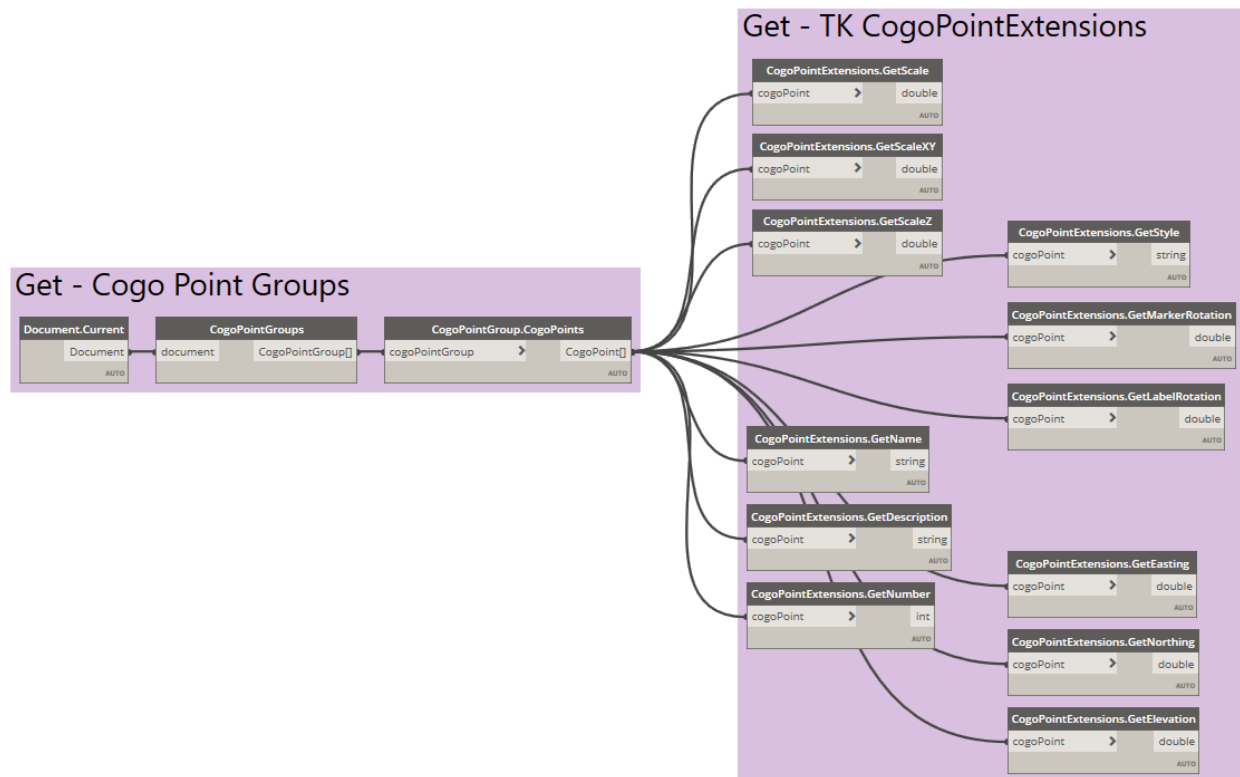 Get - Cogo Point Groups
Document.Current
Document
AUTO
CogoPointGroups
document CogoPointGroup[]
AUTO
CogoPointGroup.CogoPoints
cogoPointGroup > CogoPoint[]
AUTO
Get - TK CogoPointExtensions
CogoPointExtensions.GetScale
cogoPoint > double
AUTO
CogoPointExtensions.GetScaleXY
cogoPoint > double
AUTO
CogoPointExtensions.GetScaleZ
cogoPoint > double
AUTO
CogoPointExtensions.GetName
cogoPoint > string
AUTO
CogoPointExtensions.GetDescription
cogoPoint > string
AUTO
CogoPointExtensions.GetNumber
cogoPoint > int
AUTO
CogoPointExtensions.GetStyle
cogoPoint > string
AUTO
CogoPointExtensions.GetMarkerRotation
cogoPoint > double
AUTO
CogoPointExtensions.GetLabelRotation
cogoPoint > double
AUTO
CogoPointExtensions.GetEasting
cogoPoint > double
AUTO
CogoPointExtensions.GetNorthing
cogoPoint > double
AUTO
CogoPointExtensions.GetElevation
cogoPoint > double
AUTO